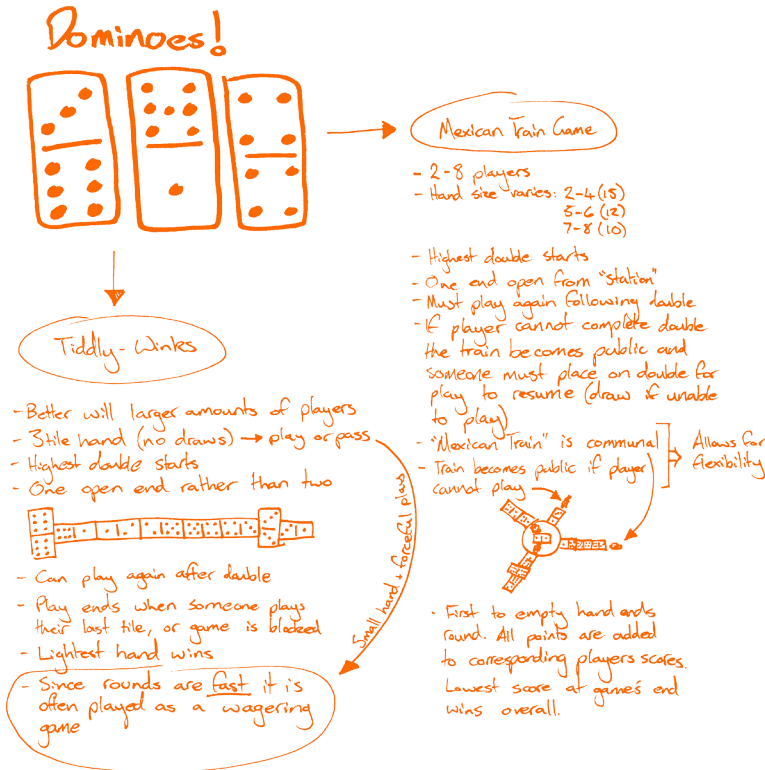 Dominoes!
Mexican Train Game
- 2-8 players
- Hand size varies: 2-4 (15)
5-6 (12)
7-8 (10)
- Highest double starts
- One end open from "station"
- Must play again following double
- If player cannot complete double
the train becomes public and
someone must place on double for
play to resume (draw if unable
to play)
- "Mexican Train" is communal
- Train becomes public if player
cannot play
Allows for
flexibility
- First to empty hand ends
round. All points are added
to corresponding players scores.
Lowest score at game's end
wins overall.
Tiddly-Winks
- Better will larger amounts of players
- 3 tile hand (no draws) → play or pass
- Highest double starts
- One open end rather than two
- Can play again after double
- Play ends when someone plays
their last tile, or game is blocked
- Lightest hand wins
- Since rounds are fast it is
often played as a wagering
game
Small hand + forceful plays